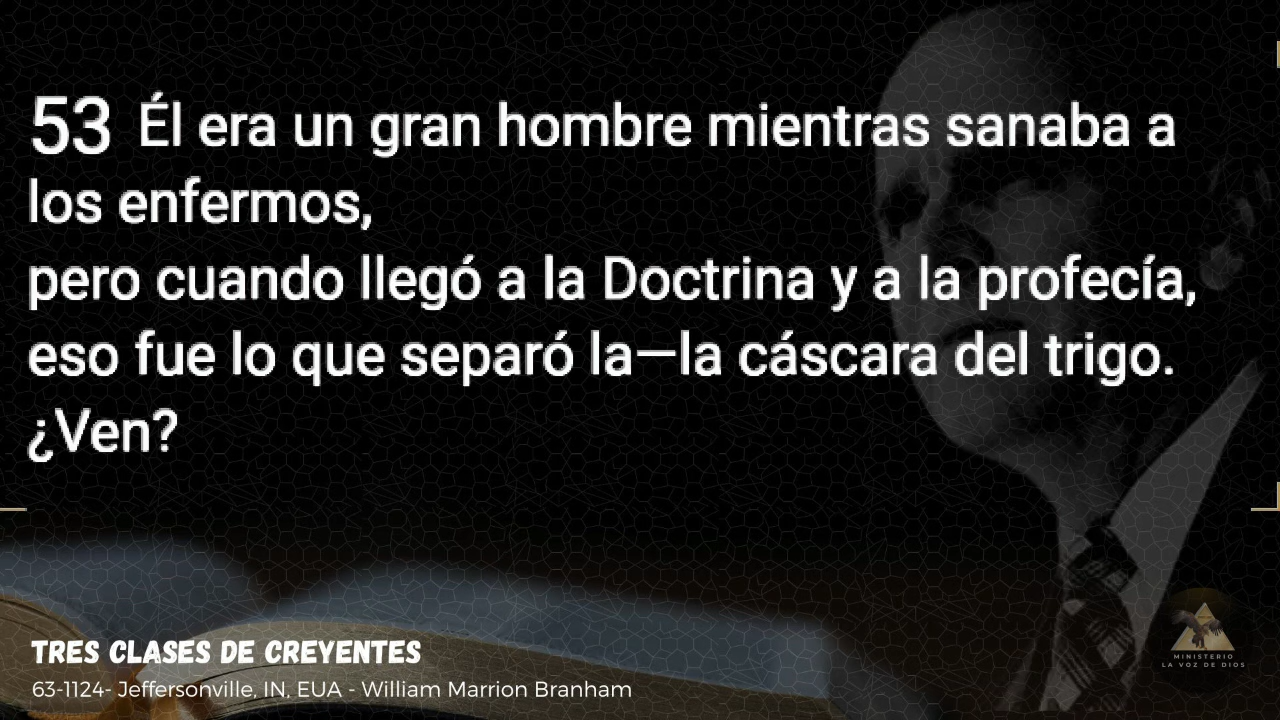 53 Él era un gran hombre mientras sanaba a
los enfermos,
pero cuando llegó a la Doctrina y a la profecía,
eso fue lo que separó la—la cáscara del trigo.
¿Ven?
TRES CLASES DE CREYENTES
63-1124- Jeffersonville, IN, EUA - William Marrion Branham
MINISTERIO
LA VOZ DE DIOS